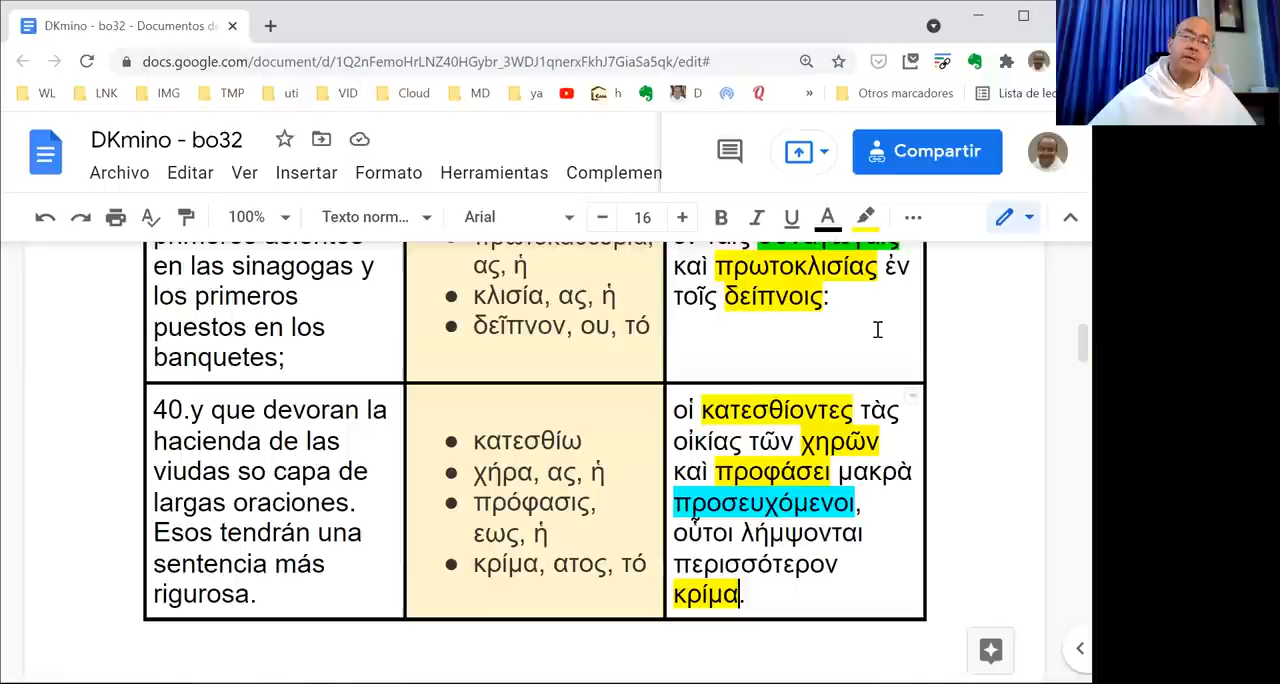 DKmino - bo32 - Documentos de
docs.google.com/document/d/1Q2nFemoHrLNZ40HGybr_3WDJ1qnerxFkhJ7GiaSa5qk/edit#
WL LNK IMG TMP uti VID Cloud MD ya h D » Otros marcadores Lista de lec
DKmino - bo32
Compartir
Archivo Editar Ver Insertar Formato Herramientas Complemen
100% Texto norm... Arial 16 B I U A
primeros asientos
en las sinagogas y
los primeros
puestos en los
banquetes;
ας, ἡ
κλισία, ας, ἡ
δεῖπνον, ου, τό
ἐν ταῖς συναγωγαῖς
καὶ πρωτοκλισίας ἐν
τοῖς δείπνοις:
40.y que devoran la
hacienda de las
viudas so capa de
largas oraciones.
Esos tendrán una
sentencia más
rigurosa.
κατεσθίω
χήρα, ας, ἡ
πρόφασις,
εως, ἡ
κρίμα, ατος, τό
οἱ κατεσθίοντες τὰς
οἰκίας τῶν χηρῶν
καὶ προφάσει μακρὰ
προσευχόμενοι,
οὗτοι λήμψονται
περισσότερον
κρίμα.